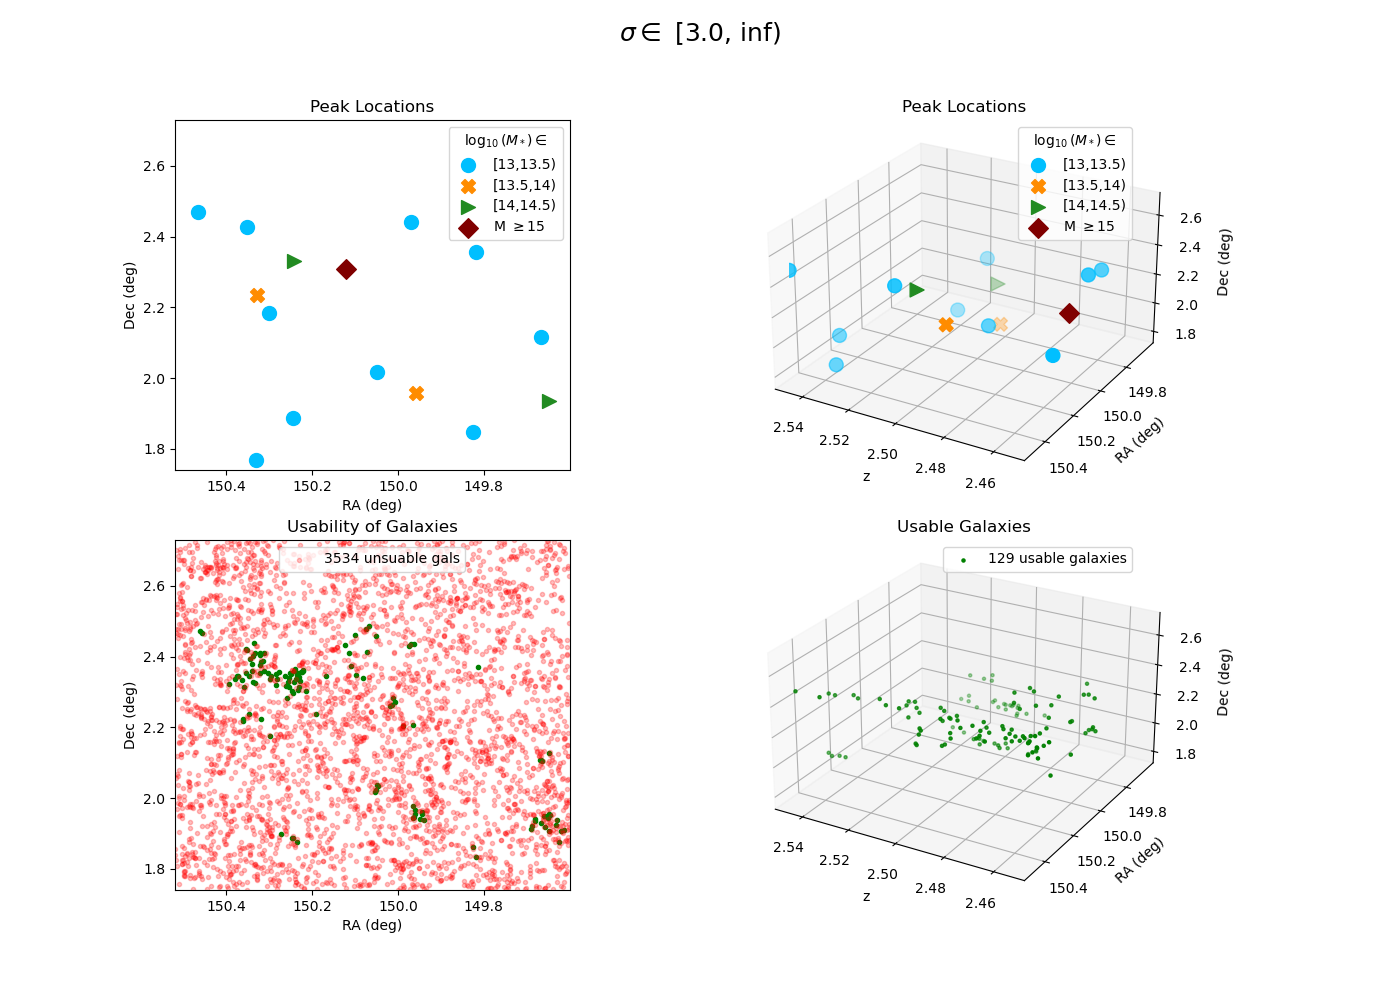 σ ∈ [3.0, inf)
Peak Locations
log₁₀(M*) ∈
[13,13.5)
[13.5,14)
[14,14.5)
M ≥15
2.6
2.4
2.2
2.0
1.8
Dec (deg)
150.4 150.2 150.0 149.8
RA (deg)
Peak Locations
log₁₀(M*) ∈
[13,13.5)
[13.5,14)
[14,14.5)
M ≥15
2.6
2.4
2.2
2.0
1.8
Dec (deg)
149.8
150.0
150.2
150.4
RA (deg)
2.54
2.52
2.50
2.48
2.46
z
Usability of Galaxies
3534 unsuable gals
2.6
2.4
2.2
2.0
1.8
Dec (deg)
150.4 150.2 150.0 149.8
RA (deg)
Usable Galaxies
129 usable galaxies
2.6
2.4
2.2
2.0
1.8
Dec (deg)
149.8
150.0
150.2
150.4
RA (deg)
2.54
2.52
2.50
2.48
2.46
z